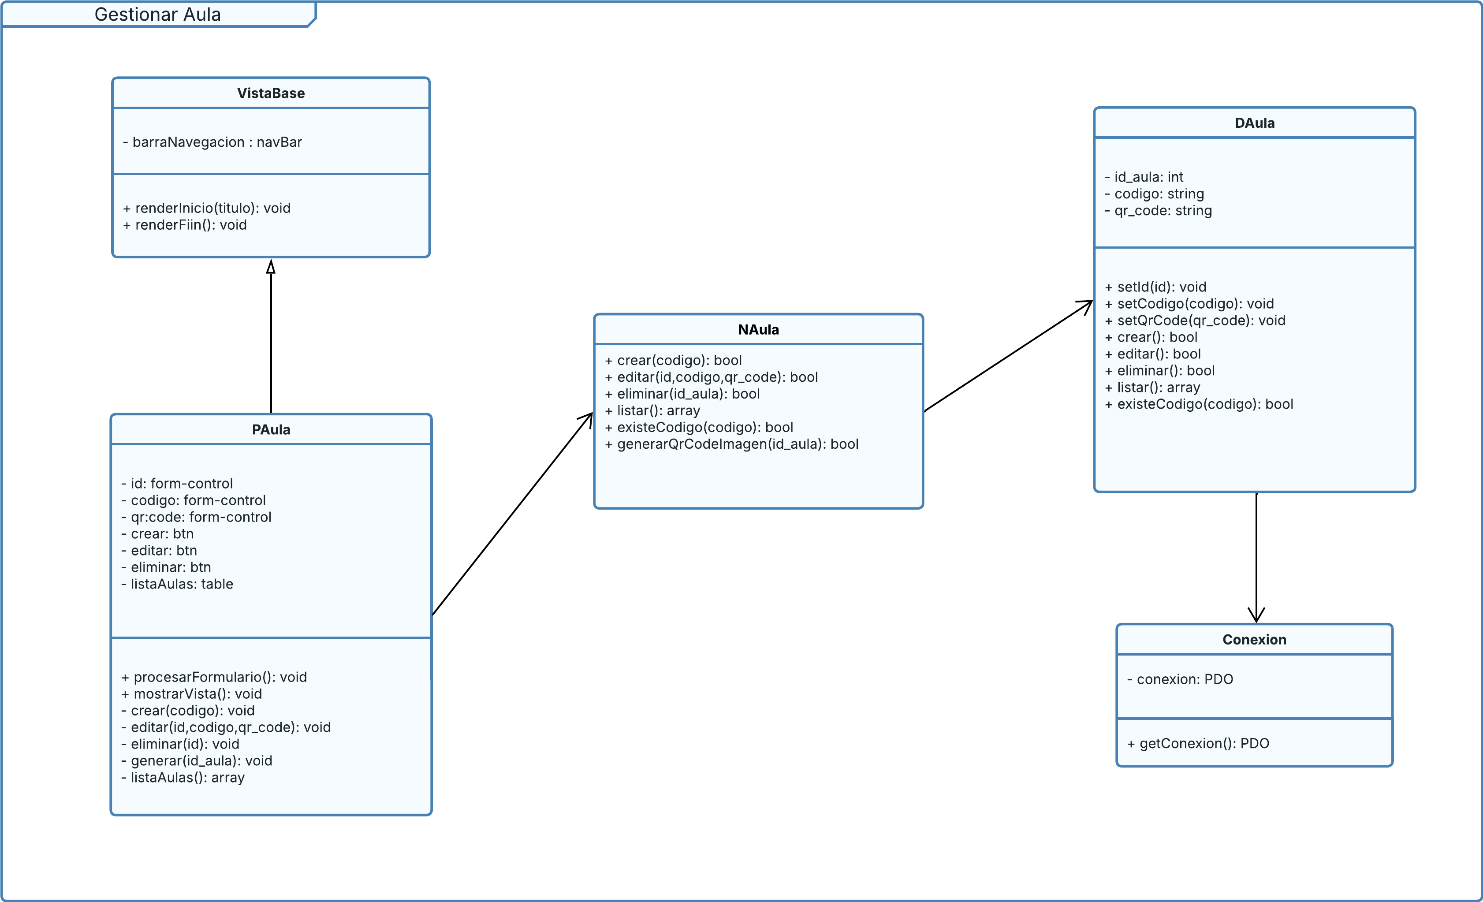 Gestionar Aula
VistaBase
- barraNavegacion : navBar
+ renderInicio(titulo): void
+ renderFiin(): void
PAula
- id: form-control
- codigo: form-control
- qr:code: form-control
- crear: btn
- editar: btn
- eliminar: btn
- listaAulas: table
+ procesarFormulario(): void
+ mostrarVista(): void
- crear(codigo): void
- editar(id,codigo,qr_code): void
- eliminar(id): void
- generar(id_aula): void
- listaAulas(): array
NAula
+ crear(codigo): bool
+ editar(id,codigo,qr_code): bool
+ eliminar(id_aula): bool
+ listar(): array
+ existeCodigo(codigo): bool
+ generarQrCodeImagen(id_aula): bool
DAula
- id_aula: int
- codigo: string
- qr_code: string
+ setId(id): void
+ setCodigo(codigo): void
+ setQrCode(qr_code): void
+ crear(): bool
+ editar(): bool
+ eliminar(): bool
+ listar(): array
+ existeCodigo(codigo): bool
Conexion
- conexion: PDO
+ getConexion(): PDO